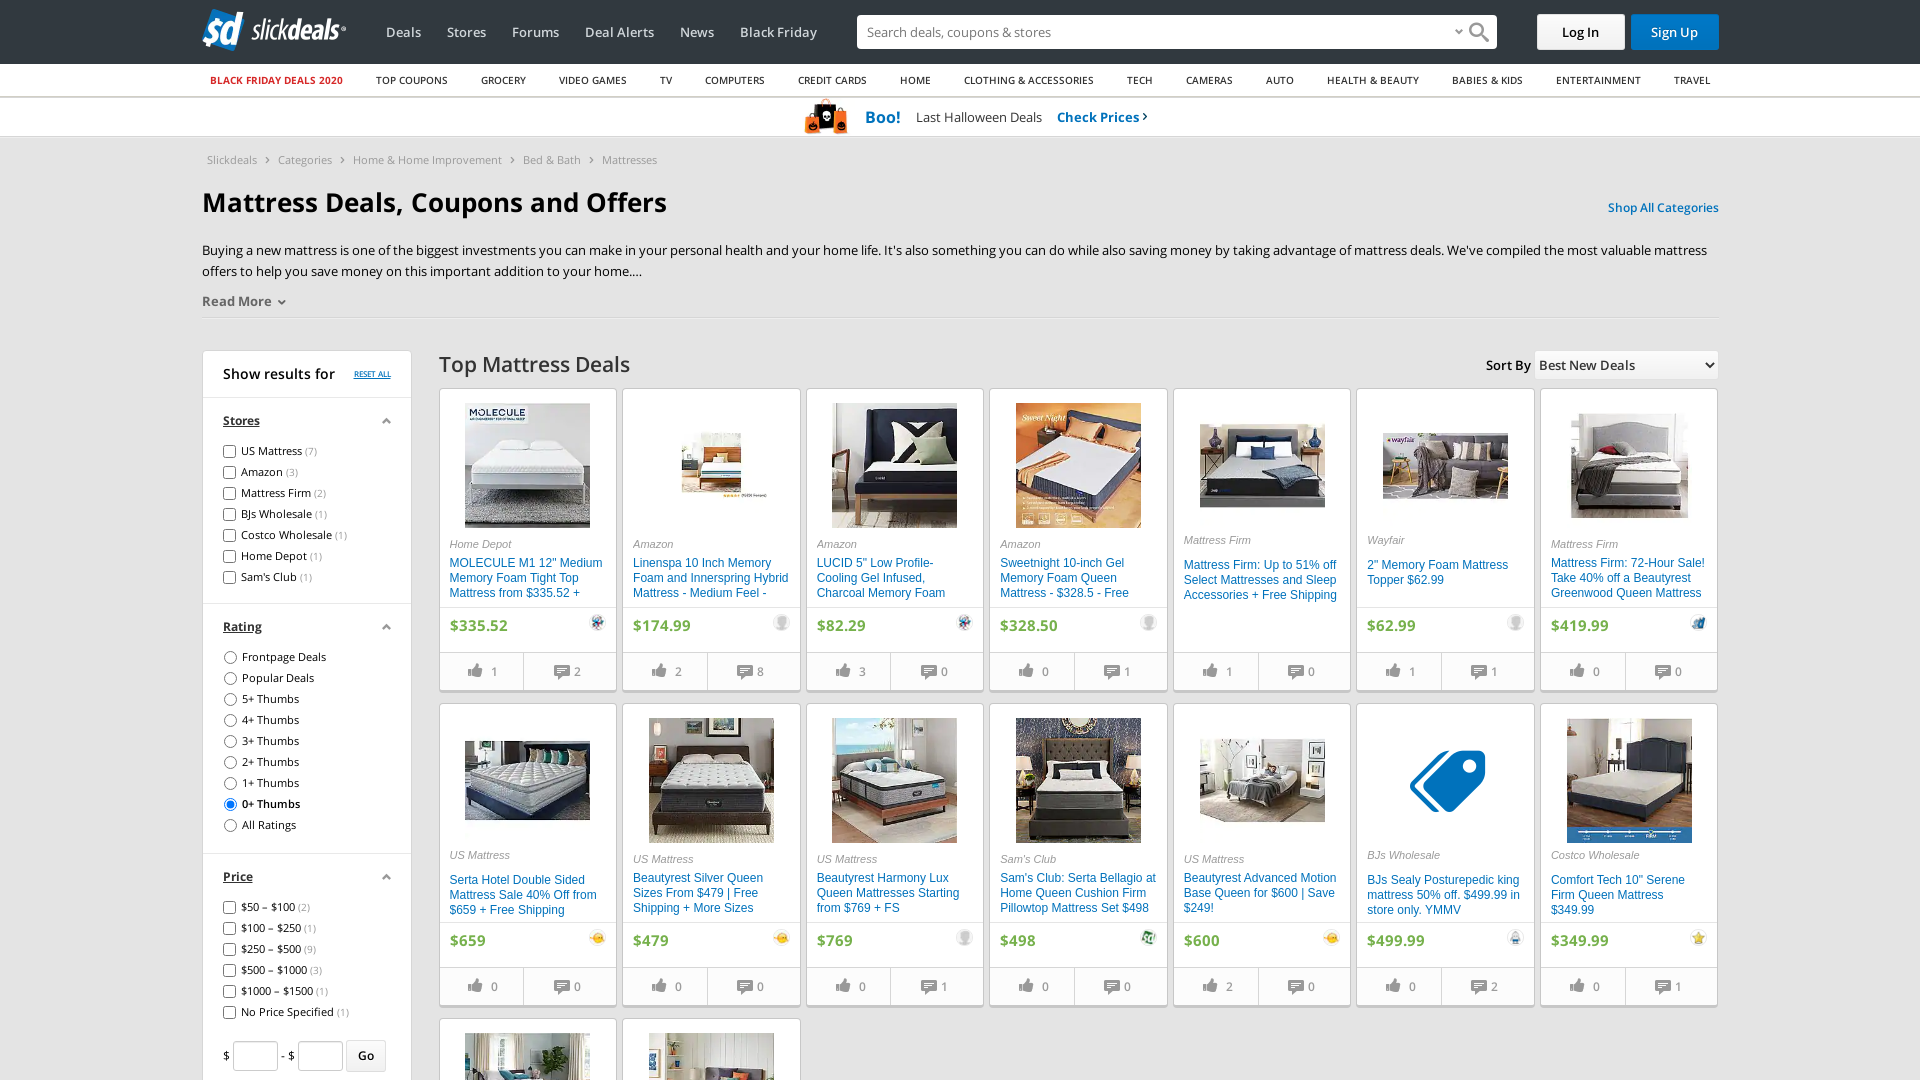 slickdeals
Deals
Stores
Forums
Deal Alerts
News
Black Friday
Search deals, coupons & stores
Log In
Sign Up
BLACK FRIDAY DEALS 2020
TOP COUPONS
GROCERY
VIDEO GAMES
TV
COMPUTERS
CREDIT CARDS
HOME
CLOTHING & ACCESSORIES
TECH
CAMERAS
AUTO
HEALTH & BEAUTY
BABIES & KIDS
ENTERTAINMENT
TRAVEL
Boo! Last Halloween Deals Check Prices
Slickdeals > Categories > Home & Home Improvement > Bed & Bath > Mattresses
Mattress Deals, Coupons and Offers
Shop All Categories
Buying a new mattress is one of the biggest investments you can make in your personal health and your home life. It's also something you can do while also saving money by taking advantage of mattress deals. We've compiled the most valuable mattress
offers to help you save money on this important addition to your home....
Read More
Show results for
RESET ALL
Stores
US Mattress (7)
Amazon (3)
Mattress Firm (2)
BJs Wholesale (1)
Costco Wholesale (1)
Home Depot (1)
Sam's Club (1)
Rating
Frontpage Deals
Popular Deals
5+ Thumbs
4+ Thumbs
3+ Thumbs
2+ Thumbs
1+ Thumbs
0+ Thumbs
All Ratings
Price
$50 – $100 (2)
$100 – $250 (1)
$250 – $500 (9)
$500 – $1000 (3)
$1000 – $1500 (1)
No Price Specified (1)
$ - $ Go
Top Mattress Deals
Sort By Best New Deals
MOLECULE
Home Depot
MOLECULE M1 12" Medium
Memory Foam Tight Top
Mattress from $335.52 +
$335.52
1
2
Amazon
Linenspa 10 Inch Memory
Foam and Innerspring Hybrid
Mattress - Medium Feel -
$174.99
2
8
Amazon
LUCID 5" Low Profile-
Cooling Gel Infused,
Charcoal Memory Foam
$82.29
3
0
Sweet Night
Amazon
Sweetnight 10-inch Gel
Memory Foam Queen
Mattress - $328.5 - Free
$328.50
0
1
Mattress Firm
Mattress Firm: Up to 51% off
Select Mattresses and Sleep
Accessories + Free Shipping
1
0
wayfair
Wayfair
2" Memory Foam Mattress
Topper $62.99
$62.99
1
1
Mattress Firm
Mattress Firm: 72-Hour Sale!
Take 40% off a Beautyrest
Greenwood Queen Mattress
$419.99
0
0
US Mattress
Serta Hotel Double Sided
Mattress Sale 40% Off from
$659 + Free Shipping
$659
0
0
US Mattress
Beautyrest Silver Queen
Sizes From $479 | Free
Shipping + More Sizes
$479
0
0
US Mattress
Beautyrest Harmony Lux
Queen Mattresses Starting
from $769 + FS
$769
0
1
Sam's Club
Sam's Club: Serta Bellagio at
Home Queen Cushion Firm
Pillowtop Mattress Set $498
$498
0
0
US Mattress
Beautyrest Advanced Motion
Base Queen for $600 | Save
$249!
$600
2
0
BJs Wholesale
BJs Sealy Posturepedic king
mattress 50% off. $499.99 in
store only. YMMV
$499.99
0
2
FIRM
Costco Wholesale
Comfort Tech 10" Serene
Firm Queen Mattress
$349.99
$349.99
0
1